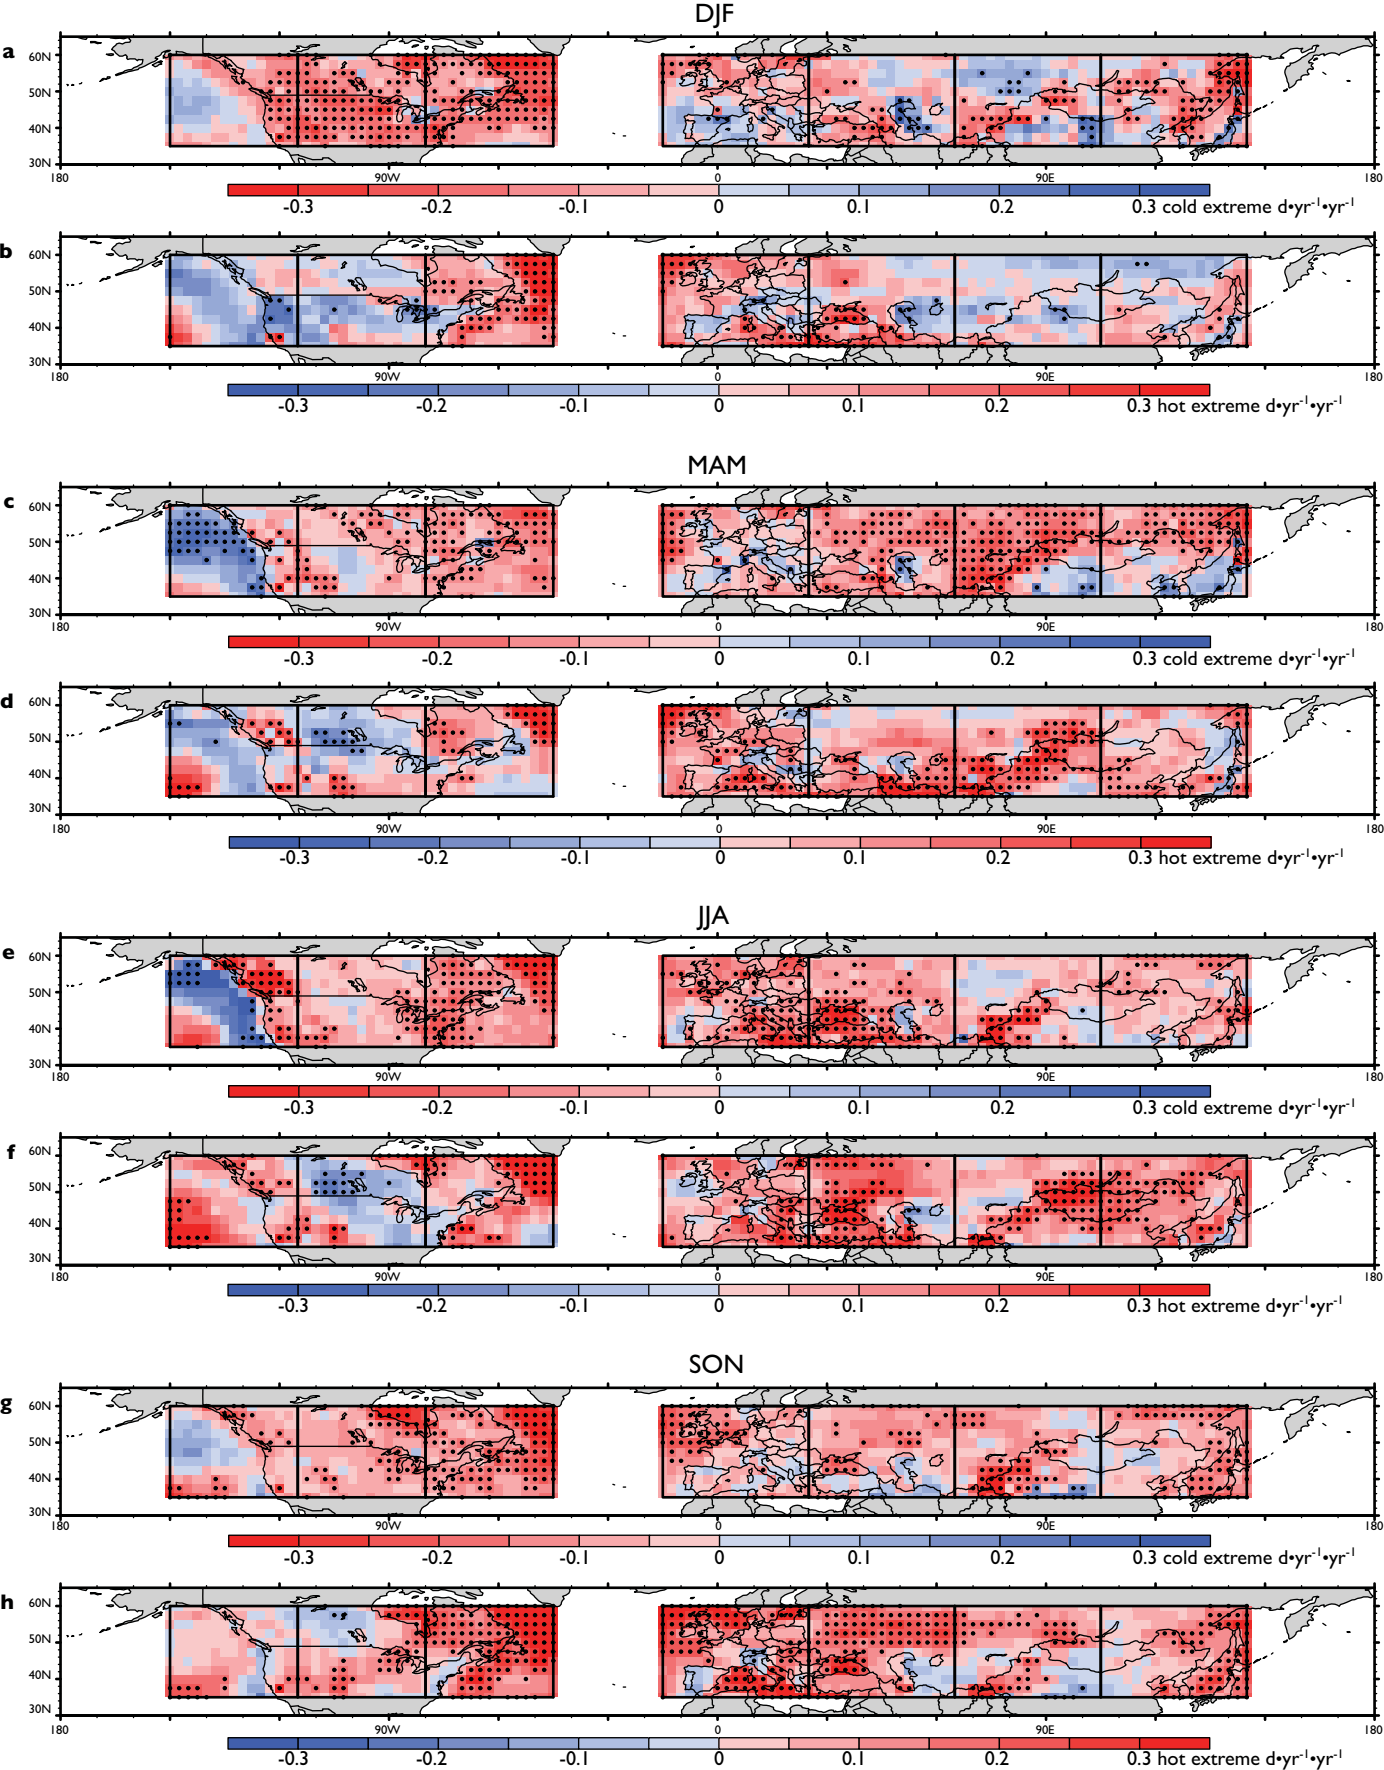 DJF
a
60N
50N
40N
30N
180 90W 0 90E 180
-0.3 -0.2 -0.1 0 0.1 0.2 0.3 cold extreme d•yr⁻¹•yr⁻¹
b
60N
50N
40N
30N
180 90W 0 90E 180
-0.3 -0.2 -0.1 0 0.1 0.2 0.3 hot extreme d•yr⁻¹•yr⁻¹
MAM
c
60N
50N
40N
30N
180 90W 0 90E 180
-0.3 -0.2 -0.1 0 0.1 0.2 0.3 cold extreme d•yr⁻¹•yr⁻¹
d
60N
50N
40N
30N
180 90W 0 90E 180
-0.3 -0.2 -0.1 0 0.1 0.2 0.3 hot extreme d•yr⁻¹•yr⁻¹
JJA
e
60N
50N
40N
30N
180 90W 0 90E 180
-0.3 -0.2 -0.1 0 0.1 0.2 0.3 cold extreme d•yr⁻¹•yr⁻¹
f
60N
50N
40N
30N
180 90W 0 90E 180
-0.3 -0.2 -0.1 0 0.1 0.2 0.3 hot extreme d•yr⁻¹•yr⁻¹
SON
g
60N
50N
40N
30N
180 90W 0 90E 180
-0.3 -0.2 -0.1 0 0.1 0.2 0.3 cold extreme d•yr⁻¹•yr⁻¹
h
60N
50N
40N
30N
180 90W 0 90E 180
-0.3 -0.2 -0.1 0 0.1 0.2 0.3 hot extreme d•yr⁻¹•yr⁻¹